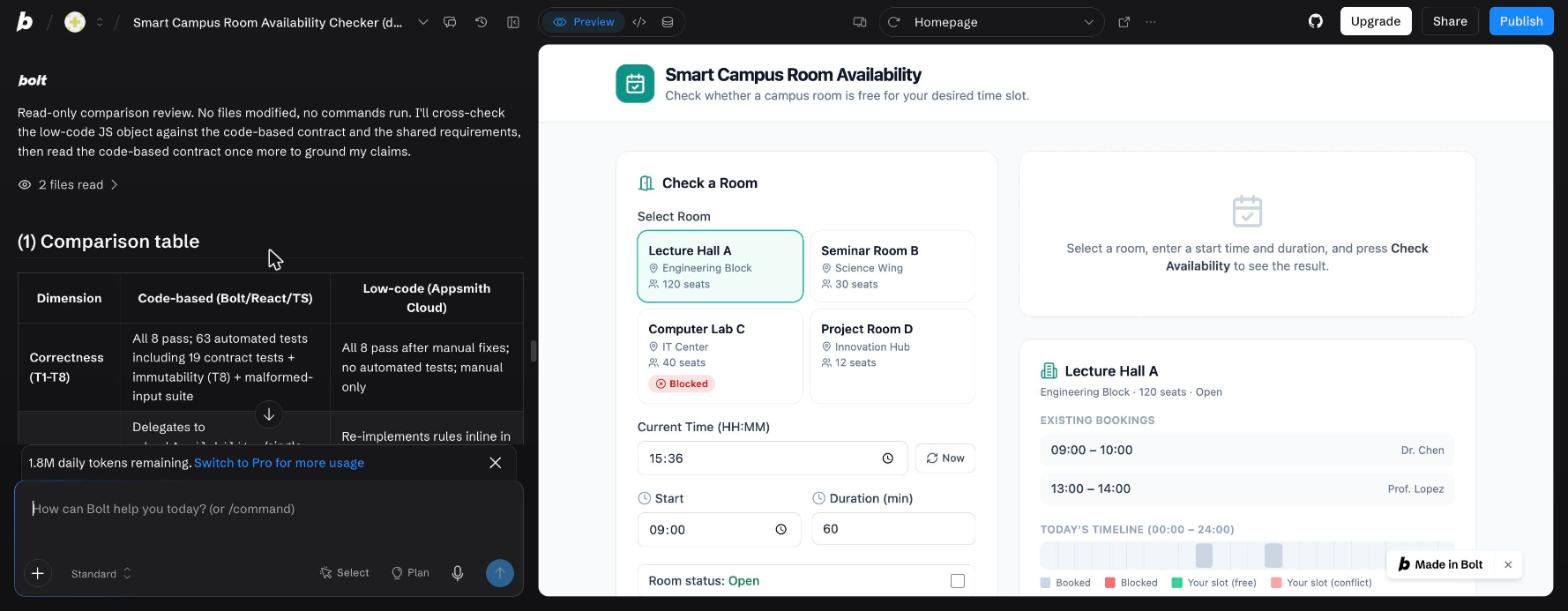 b / / Smart Campus Room Availability Checker (d...
Preview
Homepage
Upgrade
Share
Publish
bolt
Read-only comparison review. No files modified, no commands run. I'll cross-check
the low-code JS object against the code-based contract and the shared requirements,
then read the code-based contract once more to ground my claims.
2 files read
(1) Comparison table
Dimension
Code-based (Bolt/React/TS)
Low-code (Appsmith
Cloud)
Correctness
(T1-T8)
All 8 pass; 63 automated tests
including 19 contract tests +
immutability (T8) + malformed-
input suite
All 8 pass after manual fixes;
no automated tests; manual
only
Delegates to
Re-implements rules inline in
1.8M daily tokens remaining. Switch to Pro for more usage
How can Bolt help you today? (or /command)
Standard
Select
Plan
Smart Campus Room Availability
Check whether a campus room is free for your desired time slot.
Check a Room
Select Room
Lecture Hall A
Engineering Block
120 seats
Seminar Room B
Science Wing
30 seats
Computer Lab C
IT Center
40 seats
Blocked
Project Room D
Innovation Hub
12 seats
Current Time (HH:MM)
15:36
Now
Start
Duration (min)
09:00
60
Room status: Open
Select a room, enter a start time and duration, and press Check
Availability to see the result.
Lecture Hall A
Engineering Block · 120 seats · Open
EXISTING BOOKINGS
09:00 – 10:00 Dr. Chen
13:00 – 14:00 Prof. Lopez
TODAY'S TIMELINE (00:00 – 24:00)
Booked Blocked Your slot (free) Your slot (conflict)
b Made in Bolt